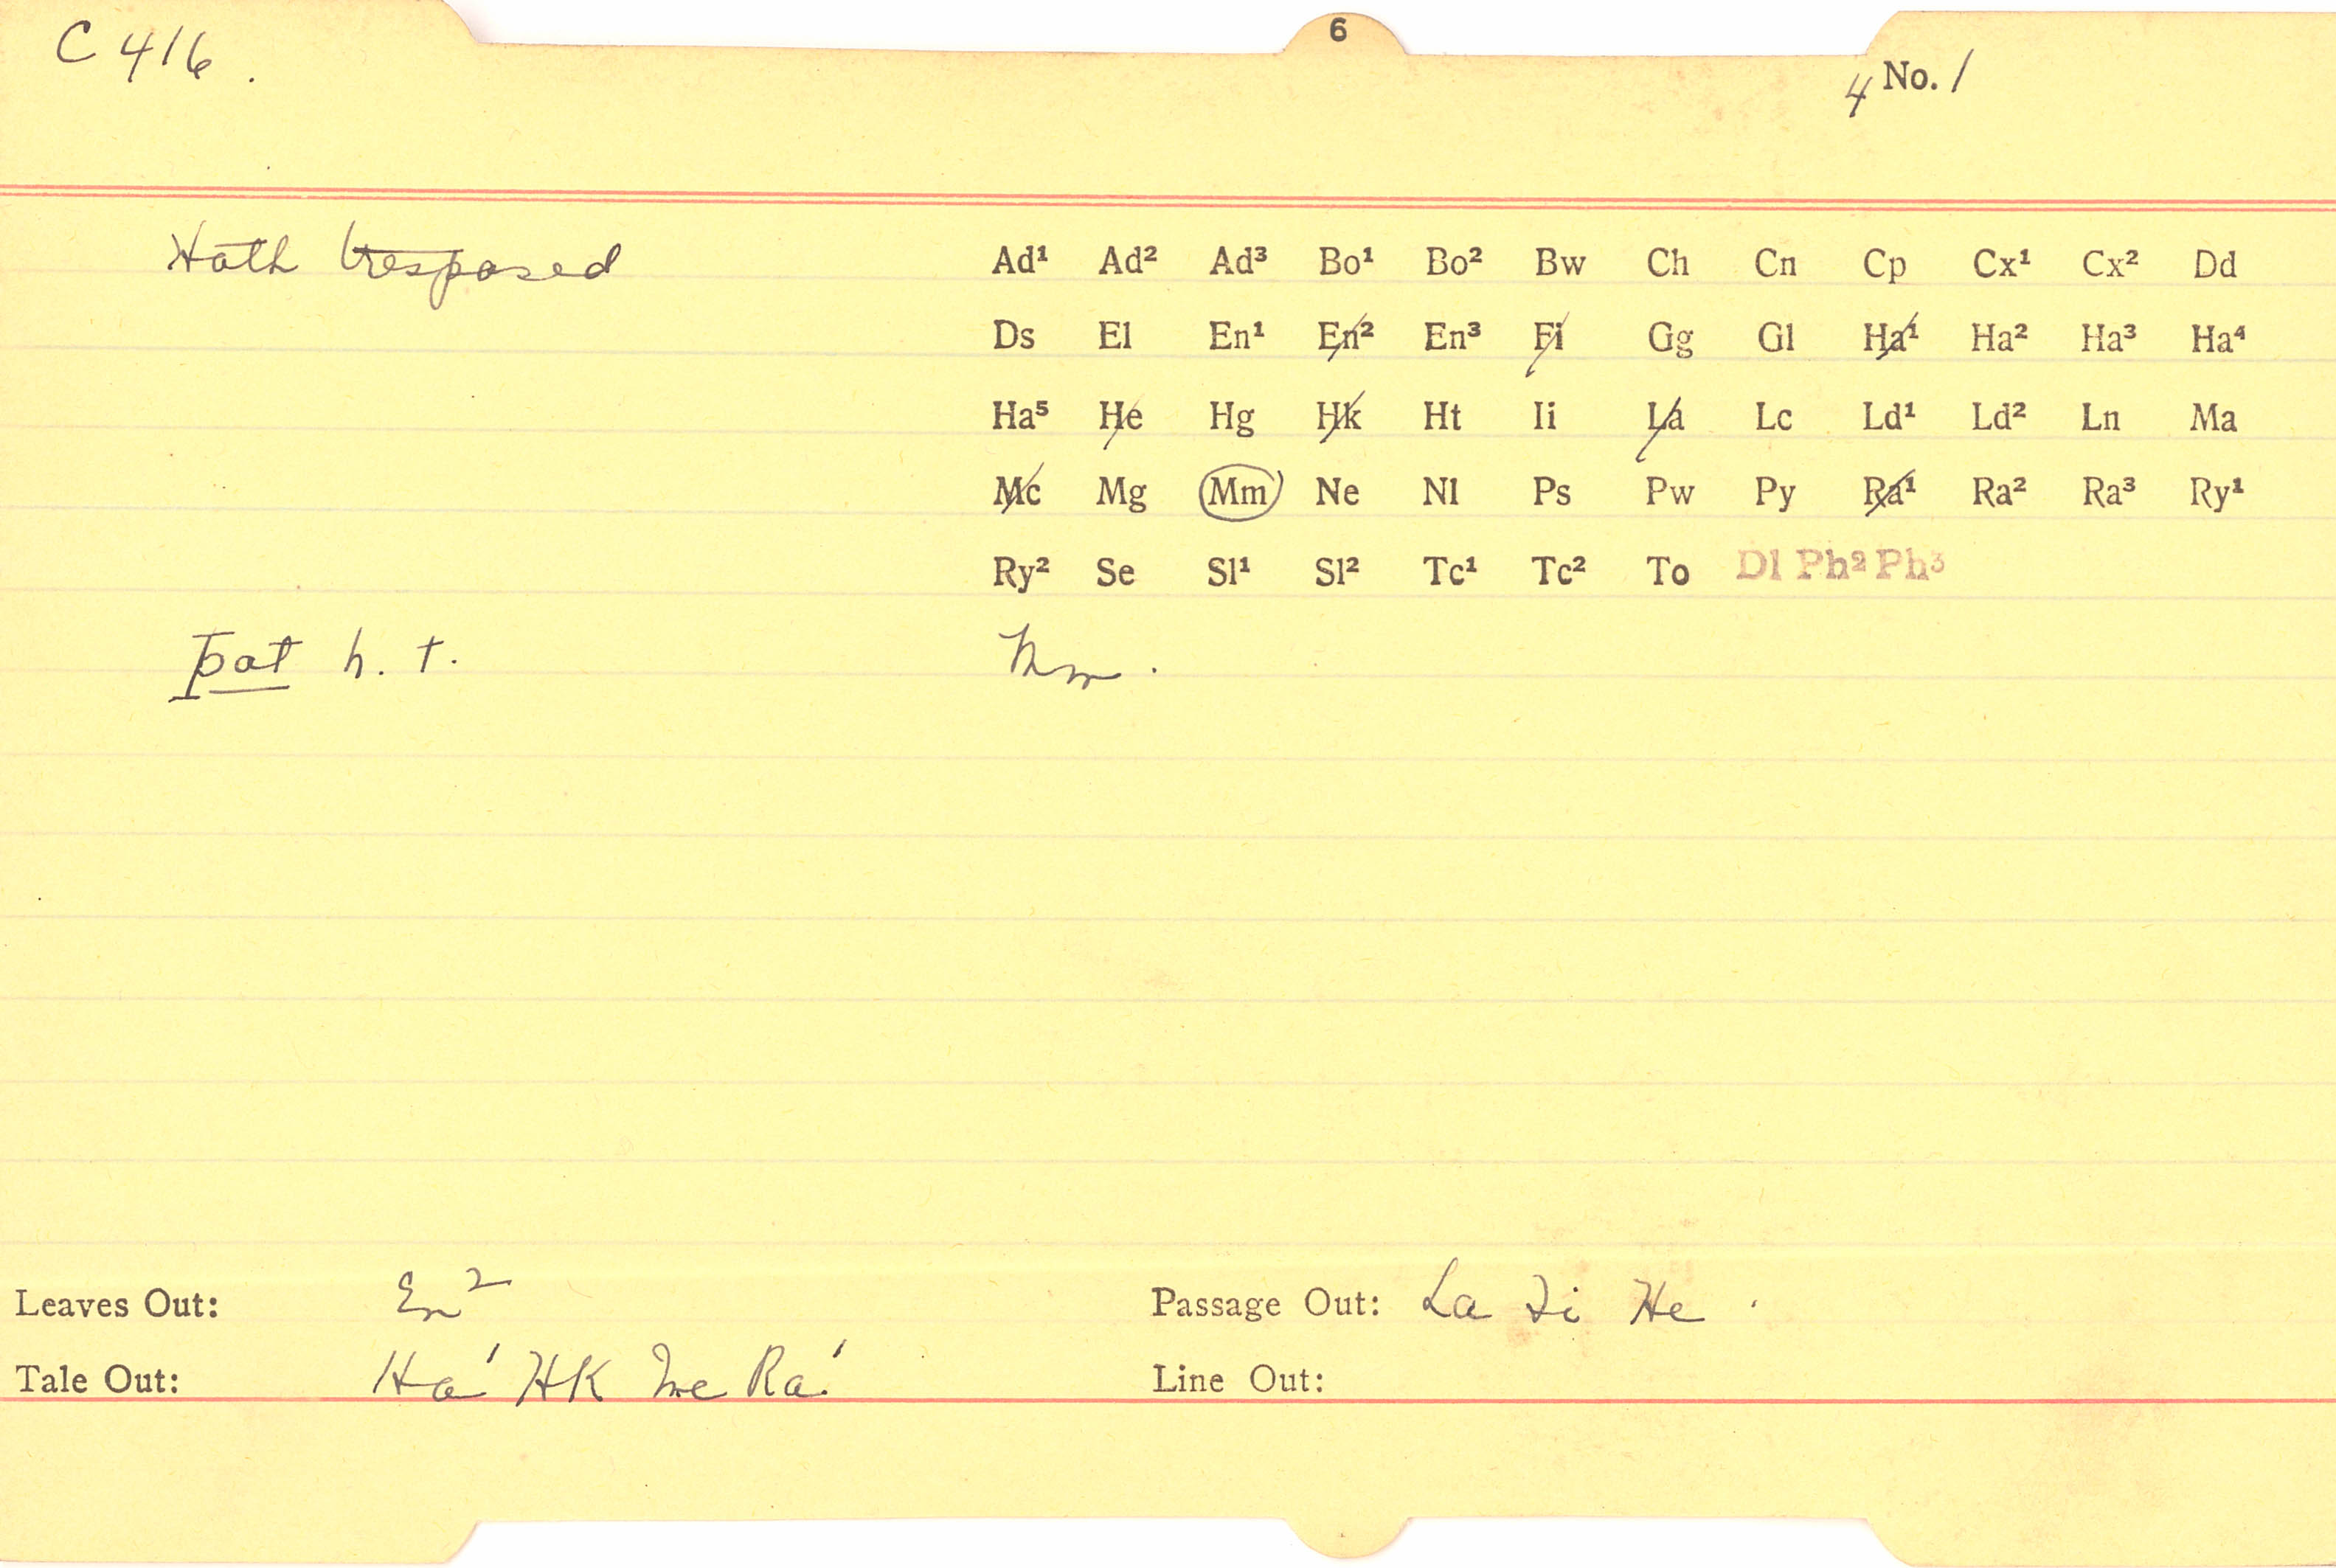 6
C 416.
4 No. 1
Hath trespased
Ad¹ Ad² Ad³ Bo¹ Bo² Bw Ch Cn Cp Cx¹ Cx² Dd
Ds El En¹ En² En³ Fi Gg Gl Ha¹ Ha² Ha³ Ha⁴
Ha⁵ He Hg Hk Ht Ii La Lc Ld¹ Ld² Ln Ma
Mc Mg Mm Ne Nl Ps Pw Py Ra¹ Ra² Ra³ Ry¹
Ry² Se Sl¹ Sl² Tc¹ Tc² To Dl Ph² Ph³
þat h. t. Mm.
Leaves Out: En² Passage Out: La Fi He.
Tale Out: Ha¹ HK Mc Ra¹. Line Out: